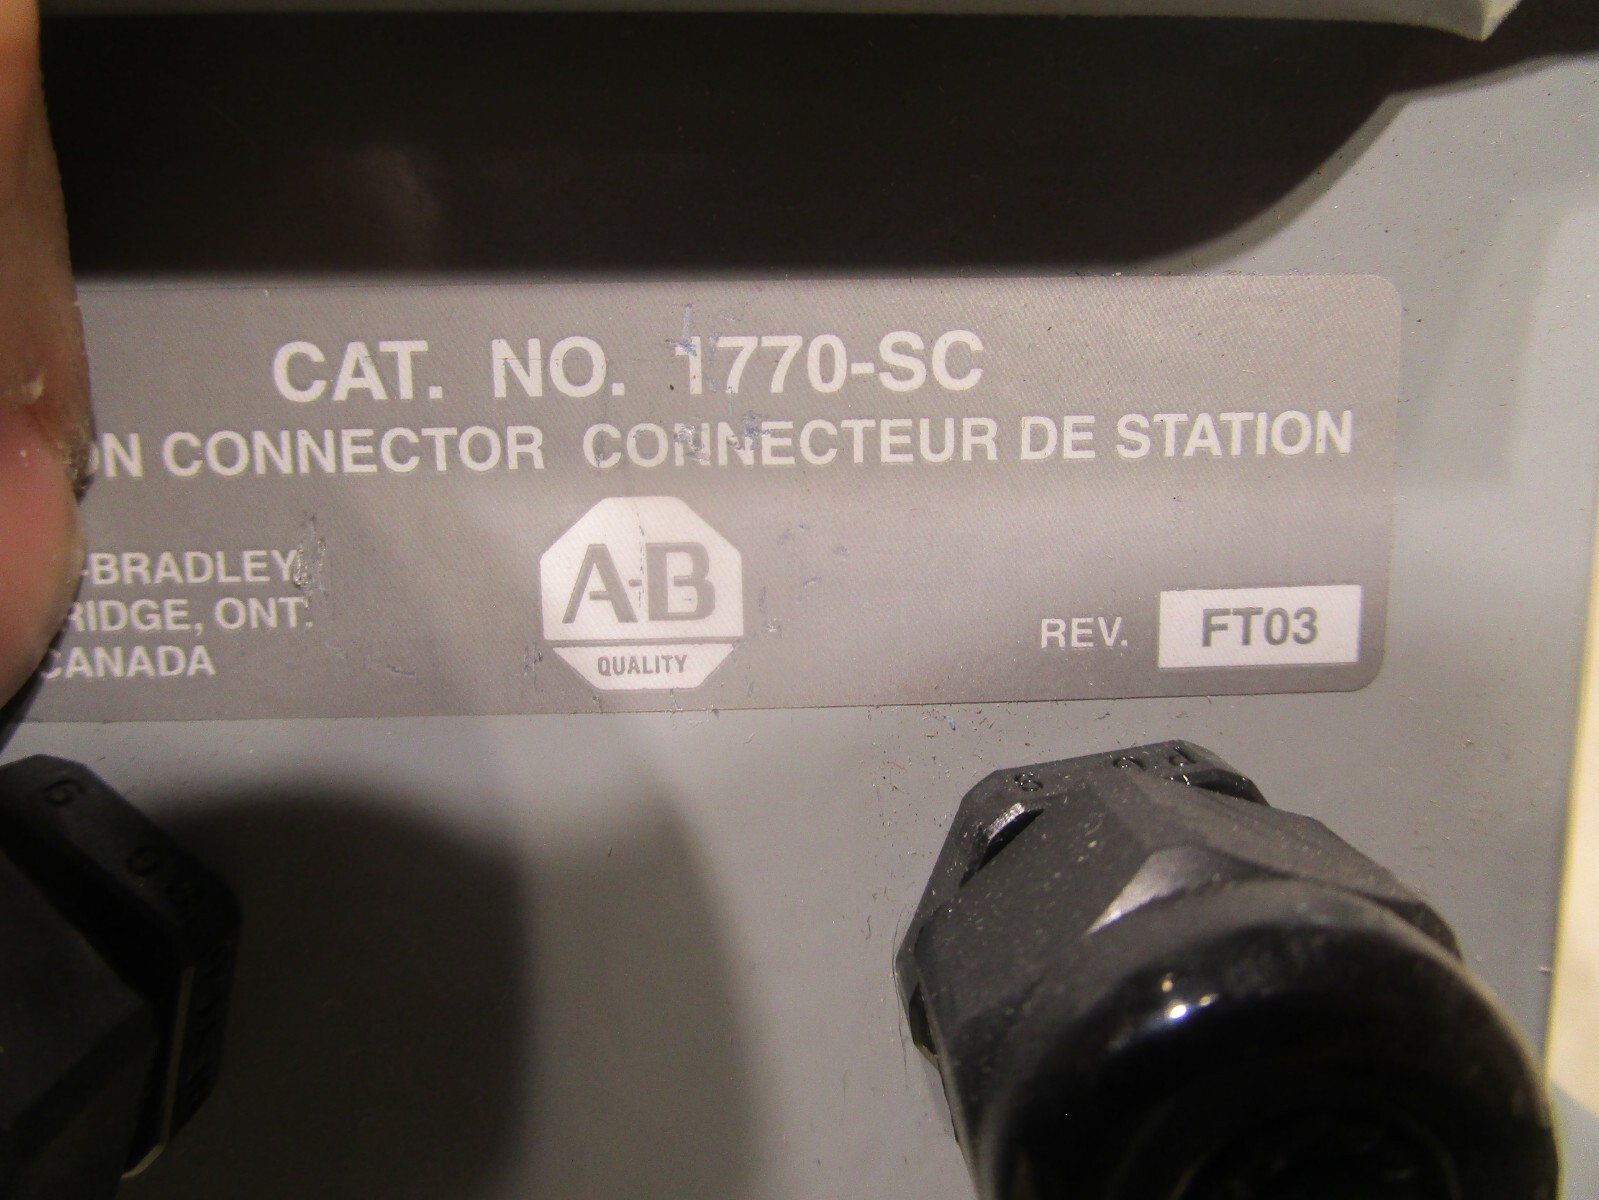 CAT. NO. 1770-SC
ON CONNECTOR CONNECTEUR DE STATION
-BRADLEY
RIDGE, ONT.
CANADA
A-B
QUALITY
REV. FT03